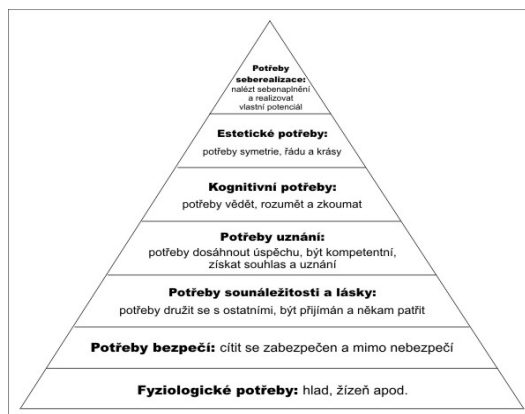 Potřeby
seberealizace:
nalézt sebenaplnění
a realizovat
vlastní potenciál
Estetické potřeby:
potřeby symetrie, řádu a krásy
Kognitivní potřeby:
potřeby vědět, rozumět a zkoumat
Potřeby uznání:
potřeby dosáhnout úspěchu, být kompetentní,
získat souhlas a uznání
Potřeby sounáležitosti a lásky:
potřeby družit se s ostatními, být přijímán a někam patřit
Potřeby bezpečí: cítit se zabezpečen a mimo nebezpečí
Fyziologické potřeby: hlad, žízeň apod.